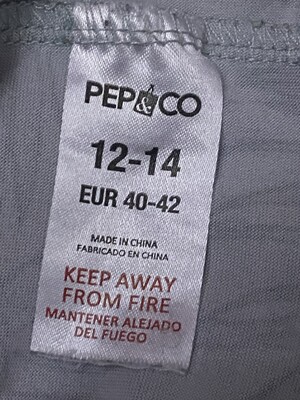 PEP&CO
12-14
EUR 40-42
MADE IN CHINA
FABRICADO EN CHINA
KEEP AWAY
FROM FIRE
MANTENER ALEJADO
DEL FUEGO